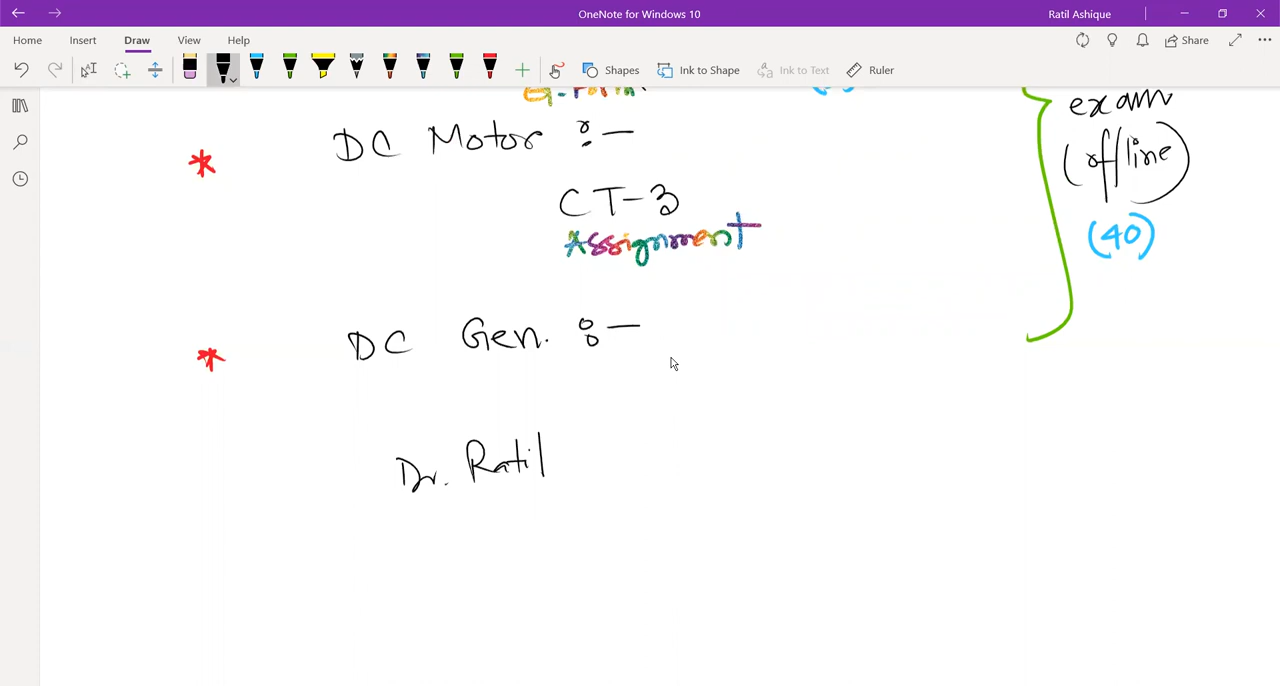 OneNote for Windows 10
Ratil Ashique
Home Insert Draw View Help
Share
Shapes Ink to Shape Ink to Text Ruler
exam
DC Motor :-
(offline)
CT-3
Assignment
(40)
DC Gen. :-
Dr. Ratil